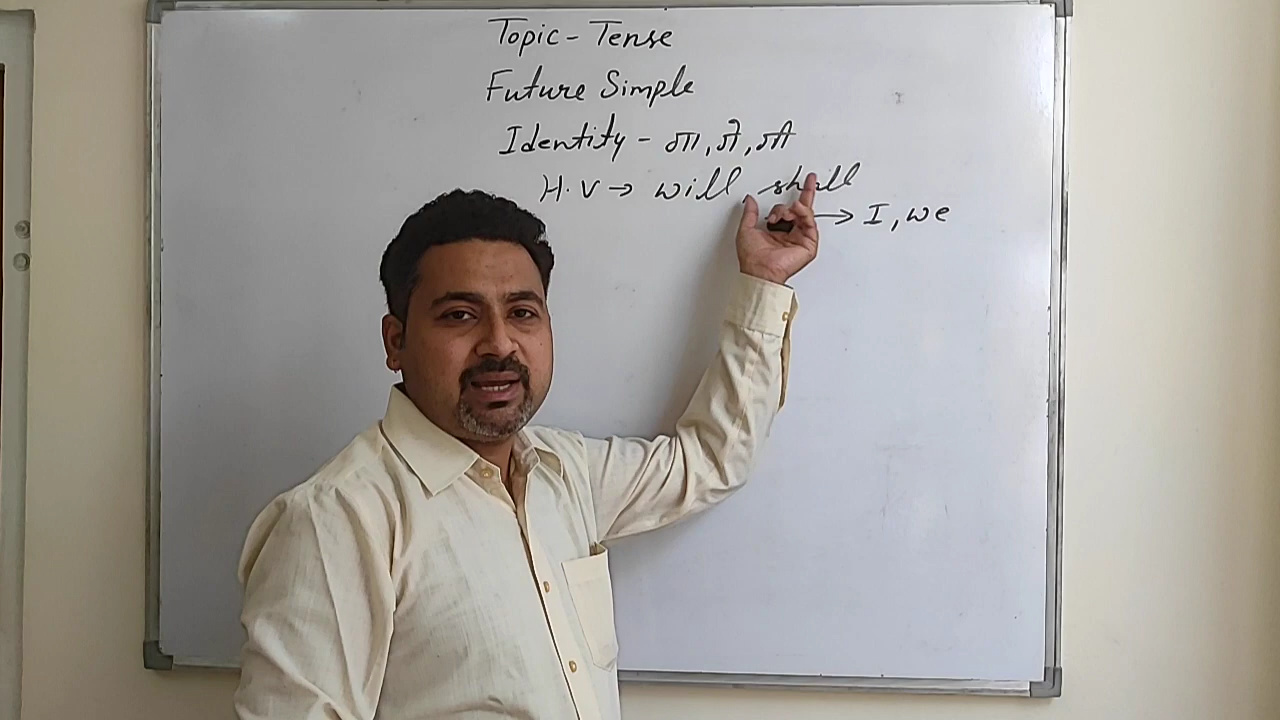 Topic - Tense
Future Simple
Identity - गा, गे, गी
H.V → will, shall
→ I, we